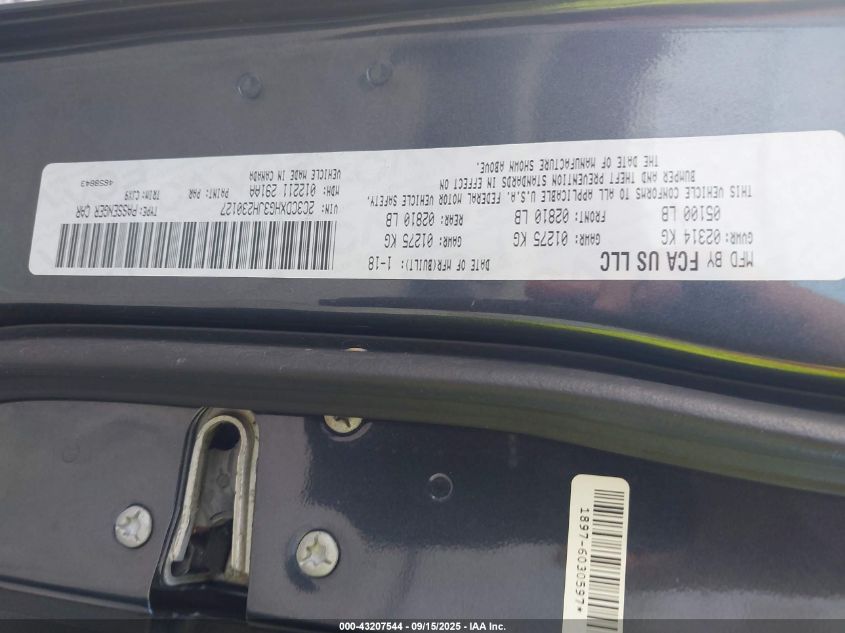 MFD BY FCA US LLC
DATE OF MFR(BUILT): 1-18
GVWR: 02314 KG
05100 LB
GAWR: 01275 KG
FRONT: 02810 LB
GAWR: 01275 KG
REAR: 02810 LB
THIS VEHICLE CONFORMS TO ALL APPLICABLE U.S.A. FEDERAL MOTOR VEHICLE SAFETY,
BUMPER AND THEFT PREVENTION STANDARDS IN EFFECT ON
THE DATE OF MANUFACTURE SHOWN ABOVE.
VIN: 2C3CDXHG3JH230127
TYPE: PASSENGER CAR
MDH: 012211 291AA
PAINT: PAR
TRIM: CJX9
VEHICLE MADE IN CANADA
4658643
1897-6030597*
000-43207544 - 09/15/2025 - IAA Inc.